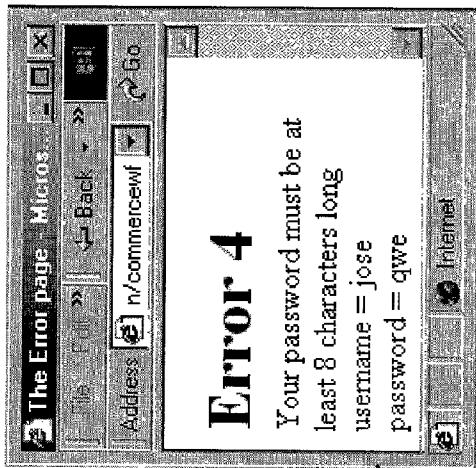 The Error page - Micros...
File Edit »
Back »
Address n/commercewf Go
Error 4
Your password must be at
least 8 characters long
username = jose
password = qwe
Internet